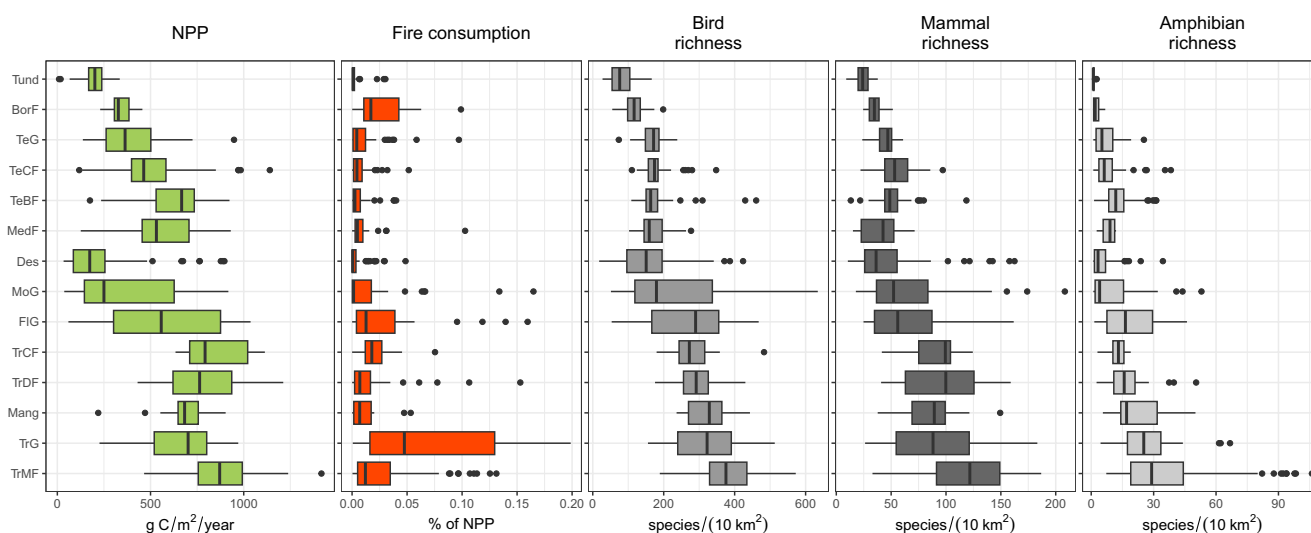 NPP
Fire consumption
Bird
richness
Mammal
richness
Amphibian
richness
Tund
BorF
TeG
TeCF
TeBF
MedF
Des
MoG
FlG
TrCF
TrDF
Mang
TrG
TrMF
0 500 1000
0.00 0.05 0.10 0.15 0.20
0 200 400 600
0 50 100 150 200
0 30 60 90
g C/m²/year
% of NPP
species/(10 km²)
species/(10 km²)
species/(10 km²)